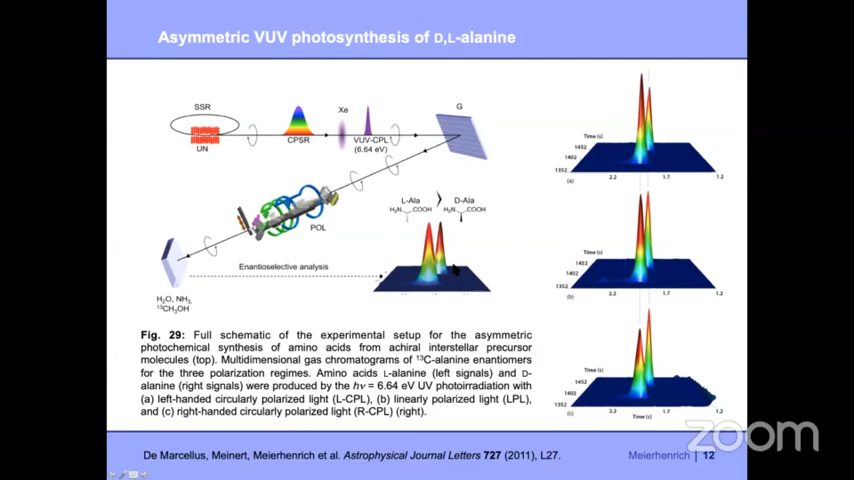 Asymmetric VUV photosynthesis of D,L-alanine
SSR
UN
CPSR
Xe
VUV-CPL
(6.64 eV)
G
POL
L-Ala
D-Ala
H₂N COOH
H₂N COOH
Enantioselective analysis
H₂O, NH₃,
¹³CH₃OH
Time (s)
1452
1402
1352
2.2
1.7
1.2
(a)
Time (s)
1452
1402
1352
2.2
1.7
1.2
(b)
Time (s)
1452
1402
1352
2.2
1.7
1.2
(c)
Time (s)
Fig. 29: Full schematic of the experimental setup for the asymmetric
photochemical synthesis of amino acids from achiral interstellar precursor
molecules (top). Multidimensional gas chromatograms of ¹³C-alanine enantiomers
for the three polarization regimes. Amino acids L-alanine (left signals) and D-
alanine (right signals) were produced by the hν = 6.64 eV UV photoirradiation with
(a) left-handed circularly polarized light (L-CPL), (b) linearly polarized light (LPL),
and (c) right-handed circularly polarized light (R-CPL) (right).
De Marcellus, Meinert, Meierhenrich et al. Astrophysical Journal Letters 727 (2011), L27.
Meierhenrich | 12
zoom